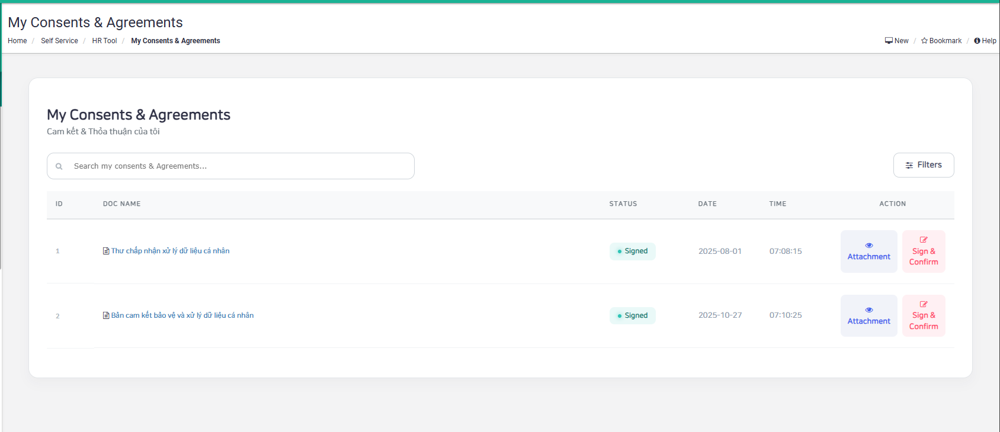 My Consents & Agreements
Home / Self Service / HR Tool / My Consents & Agreements
New / Bookmark / Help
My Consents & Agreements
Cam kết & Thỏa thuận của tôi
Search my consents & Agreements...
Filters
ID DOC NAME STATUS DATE TIME ACTION
1 Thư chấp nhận xử lý dữ liệu cá nhân Signed 2025-08-01 07:08:15 Attachment Sign &
Confirm
2 Bản cam kết bảo vệ và xử lý dữ liệu cá nhân Signed 2025-10-27 07:10:25 Attachment Sign &
Confirm